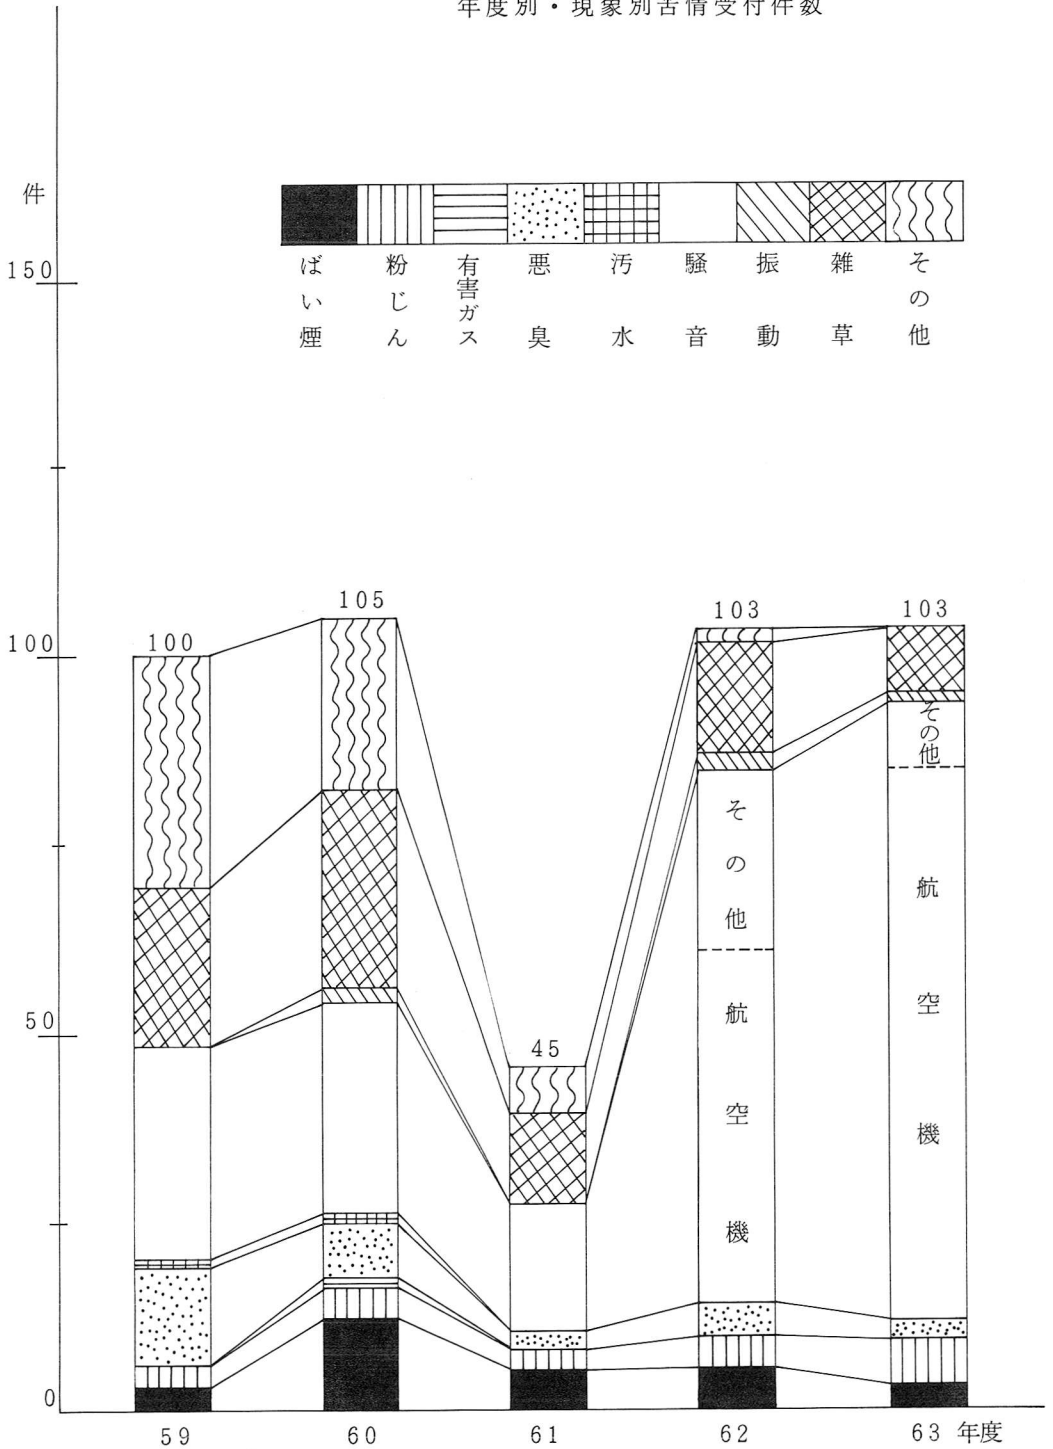 年度別・現象別苦情受付件数
件
ばい煙
粉じん
有害ガス
悪臭
汚水
騒音
振動
雑草
その他
150
100
50
0
100
105
45
103
103
その他
航空機
その他
航空機
59
60
61
62
63 年度